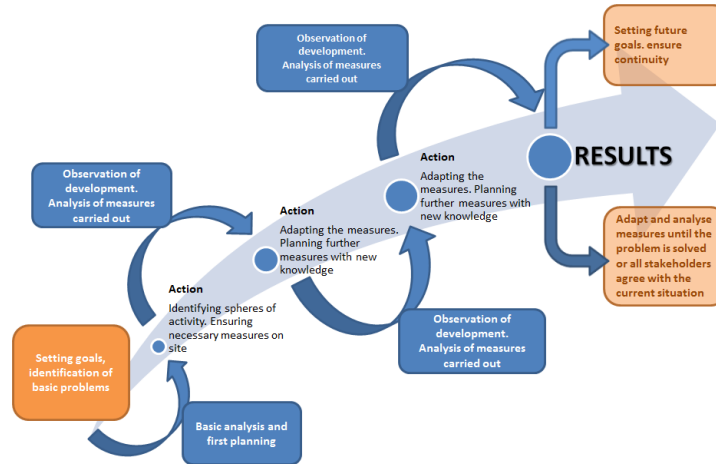 Setting goals,
identification of
basic problems
Basic analysis and
first planning
Action
Identifying spheres of
activity. Ensuring
necessary measures on
site
Observation of
development.
Analysis of measures
carried out
Action
Adapting the measures.
Planning further
measures with new
knowledge
Observation of
development.
Analysis of measures
carried out
Action
Adapting the
measures. Planning
further measures with
new knowledge
Observation of
development.
Analysis of measures
carried out
RESULTS
Setting future
goals. ensure
continuity
Adapt and analyse
measures until the
problem is solved
or all stakeholders
agree with the
current situation